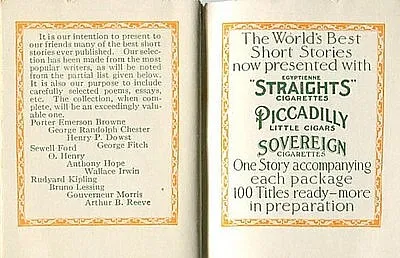 It is our intention to present to
our friends many of the best short
stories ever published. Our selec-
tion has been made from the most
popular writers, as will be noted
from the partial list given below.
It is also our purpose to include
carefully selected poems, essays,
etc. The collection, when com-
plete, will be an exceedingly valu-
able one.
Porter Emerson Browne
George Randolph Chester
Henry P. Dowst
Sewell Ford George Fitch
O. Henry
Anthony Hope
Wallace Irwin
Rudyard Kipling
Bruno Lessing
Gouverneur Morris
Arthur B. Reeve
The World's Best
Short Stories
now presented with
EGYPTIENNE
"STRAIGHTS"
CIGARETTES
PICCADILLY
LITTLE CIGARS
SOVEREIGN
CIGARETTES
One Story accompanying
each package
100 Titles ready—more
in preparation